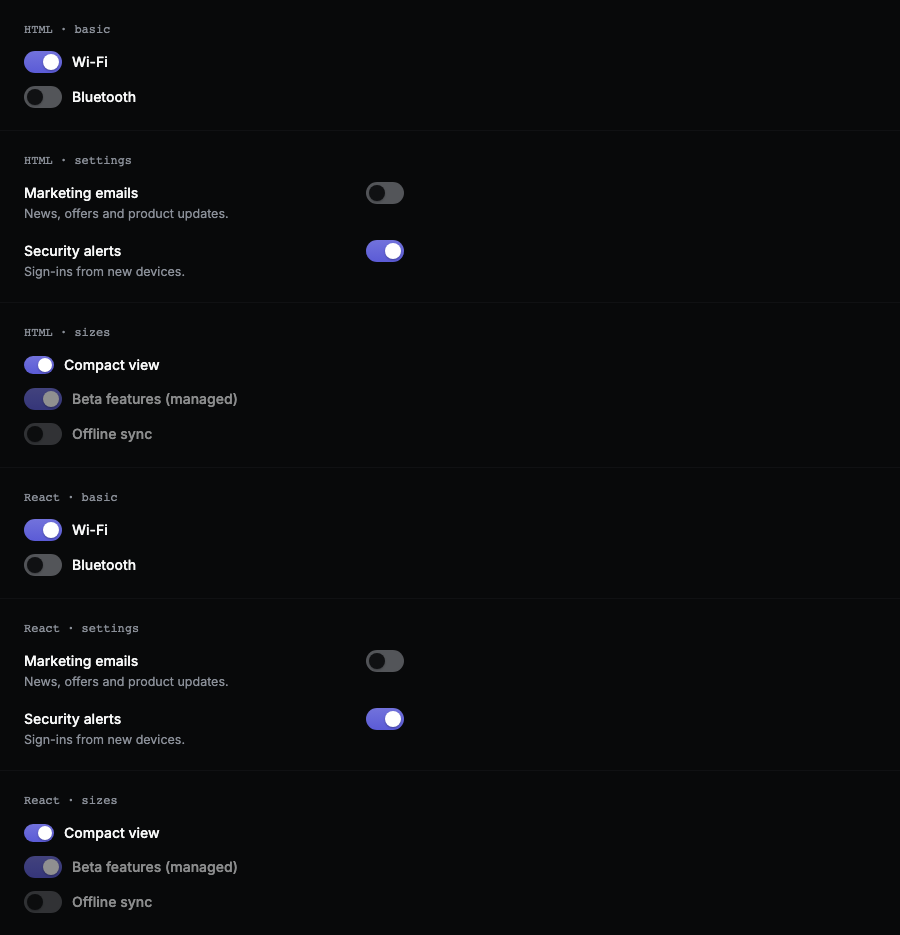 HTML · basic
Wi-Fi
Bluetooth
HTML · settings
Marketing emails
News, offers and product updates.
Security alerts
Sign-ins from new devices.
HTML · sizes
Compact view
Beta features (managed)
Offline sync
React · basic
Wi-Fi
Bluetooth
React · settings
Marketing emails
News, offers and product updates.
Security alerts
Sign-ins from new devices.
React · sizes
Compact view
Beta features (managed)
Offline sync